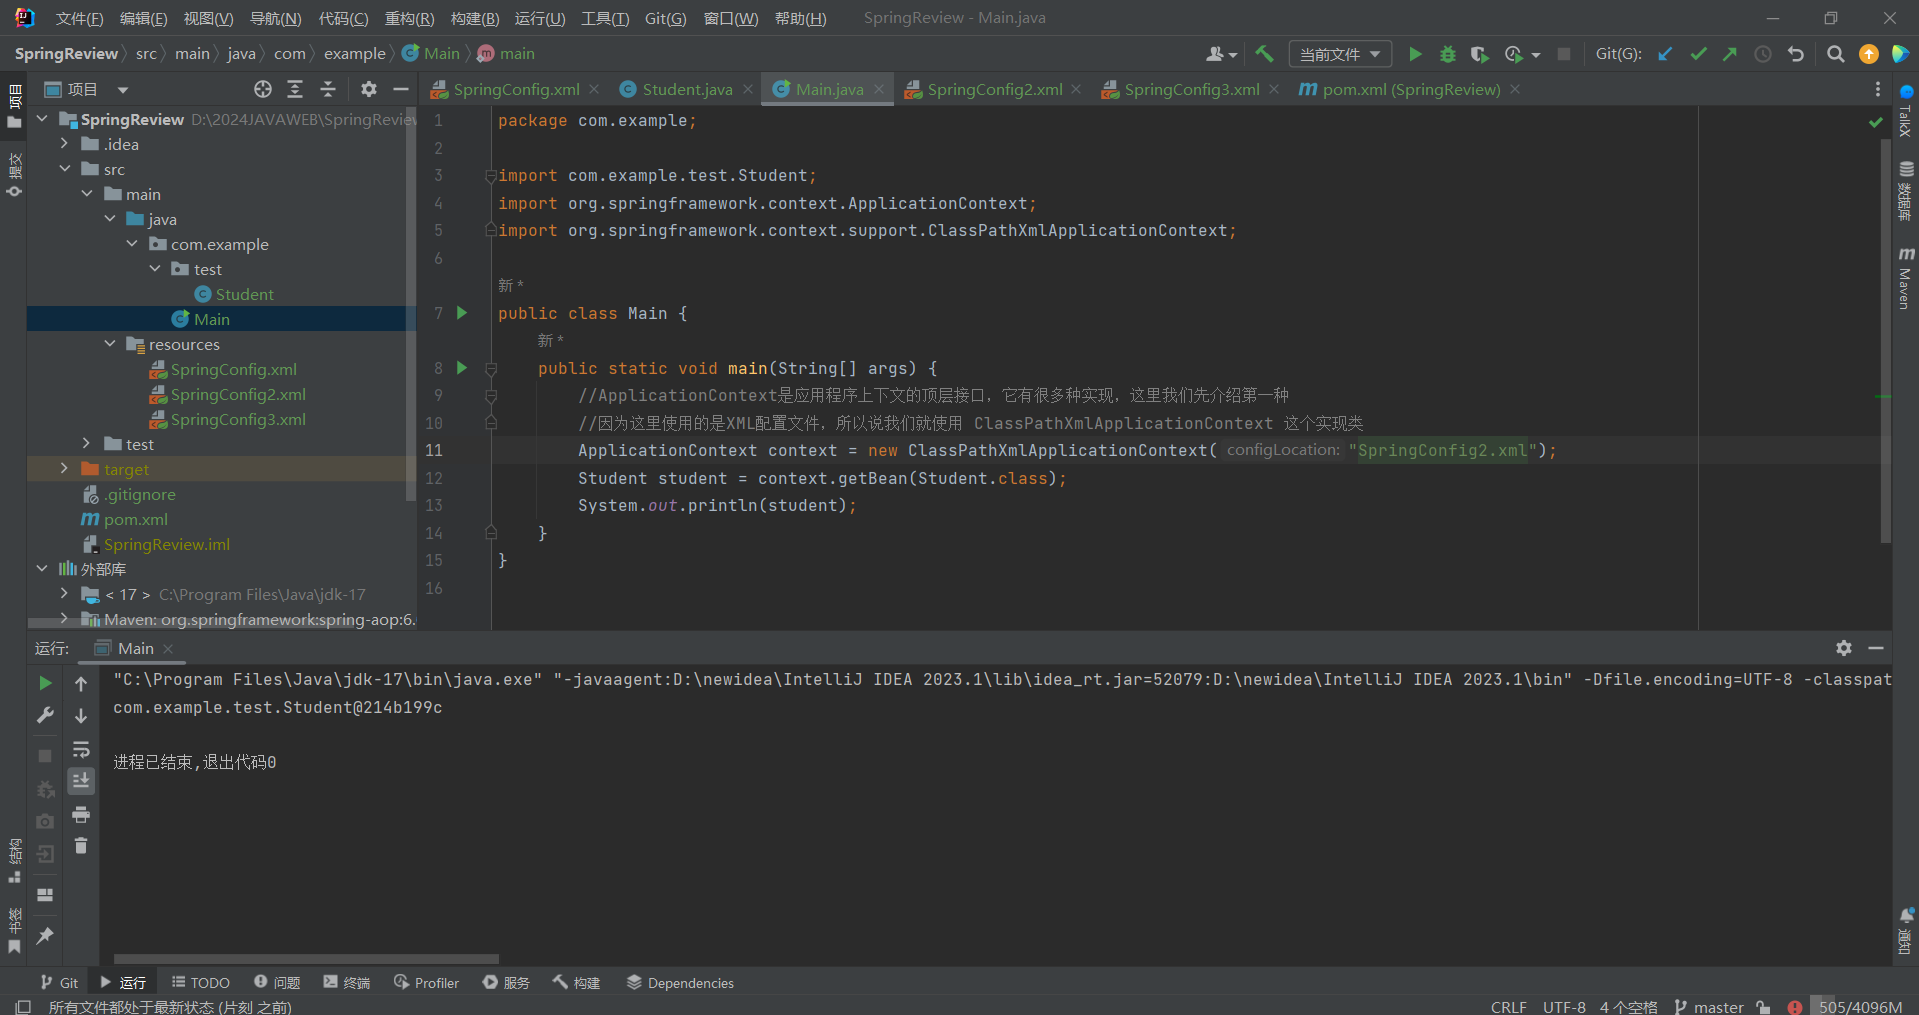 文件(F) 编辑(E) 视图(V) 导航(N) 代码(C) 重构(R) 构建(B) 运行(U) 工具(T) Git(G) 窗口(W) 帮助(H) SpringReview - Main.java
SpringReview src main java com example Main main 当前文件 Git(G):
项目
SpringConfig.xml Student.java Main.java SpringConfig2.xml SpringConfig3.xml pom.xml (SpringReview)
项目
提交
结构
书签
SpringReview D:\2024JAVAWEB\SpringReview
.idea
src
main
java
com.example
test
Student
Main
resources
SpringConfig.xml
SpringConfig2.xml
SpringConfig3.xml
test
target
.gitignore
pom.xml
SpringReview.iml
外部库
< 17 > C:\Program Files\Java\jdk-17
Maven: org.springframework:spring-aop:6.
1 package com.example;
2
3 import com.example.test.Student;
4 import org.springframework.context.ApplicationContext;
5 import org.springframework.context.support.ClassPathXmlApplicationContext;
6
新 *
7 public class Main {
新 *
8 public static void main(String[] args) {
9 //ApplicationContext是应用程序上下文的顶层接口，它有很多种实现，这里我们先介绍第一种
10 //因为这里使用的是XML配置文件，所以说我们就使用 ClassPathXmlApplicationContext 这个实现类
11 ApplicationContext context = new ClassPathXmlApplicationContext( configLocation: "SpringConfig2.xml");
12 Student student = context.getBean(Student.class);
13 System.out.println(student);
14 }
15 }
16
TalkX
数据库
Maven
通知
运行: Main
"C:\Program Files\Java\jdk-17\bin\java.exe" "-javaagent:D:\newidea\IntelliJ IDEA 2023.1\lib\idea_rt.jar=52079:D:\newidea\IntelliJ IDEA 2023.1\bin" -Dfile.encoding=UTF-8 -classpat
com.example.test.Student@214b199c
进程已结束,退出代码0
Git 运行 TODO 问题 终端 Profiler 服务 构建 Dependencies
所有文件都处于最新状态 (片刻 之前) CRLF UTF-8 4 个空格 master 505/4096M